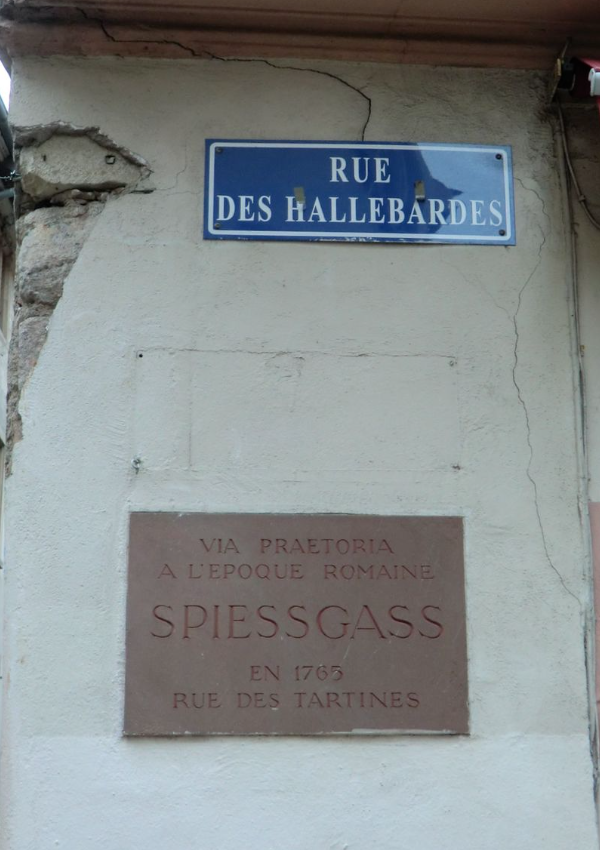 RUE
DES HALLEBARDES
VIA PRAETORIA
A L'EPOQUE ROMAINE
SPIESSGASS
EN 1765
RUE DES TARTINES